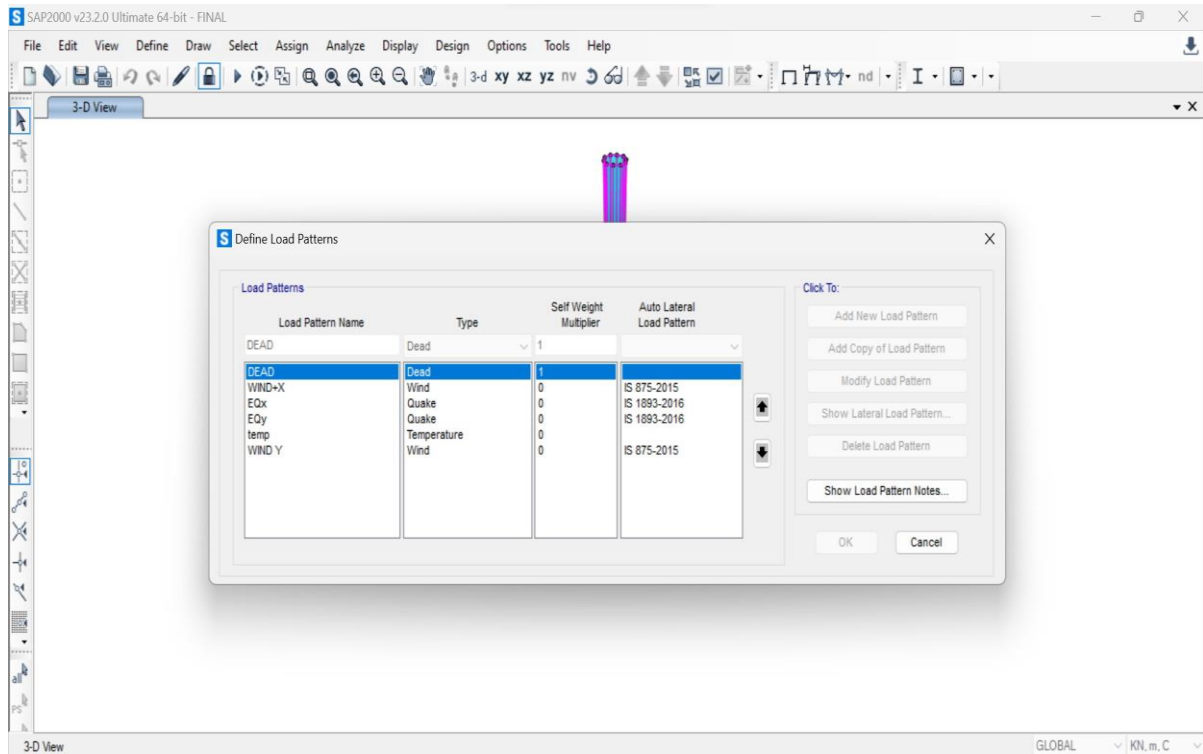 SAP2000 v23.2.0 Ultimate 64-bit - FINAL
File Edit View Define Draw Select Assign Analyze Display Design Options Tools Help
3-d xy xz yz nv nd
3-D View
Define Load Patterns
Load Patterns
Click To:
Load Pattern Name Type Self Weight Multiplier Auto Lateral Load Pattern
DEAD Dead 1
DEAD Dead 1
WIND+X Wind 0 IS 875-2015
EQx Quake 0 IS 1893-2016
EQy Quake 0 IS 1893-2016
temp Temperature 0
WIND Y Wind 0 IS 875-2015
Add New Load Pattern
Add Copy of Load Pattern
Modify Load Pattern
Show Lateral Load Pattern...
Delete Load Pattern
Show Load Pattern Notes...
OK Cancel
all
PS
3-D View GLOBAL KN, m, C